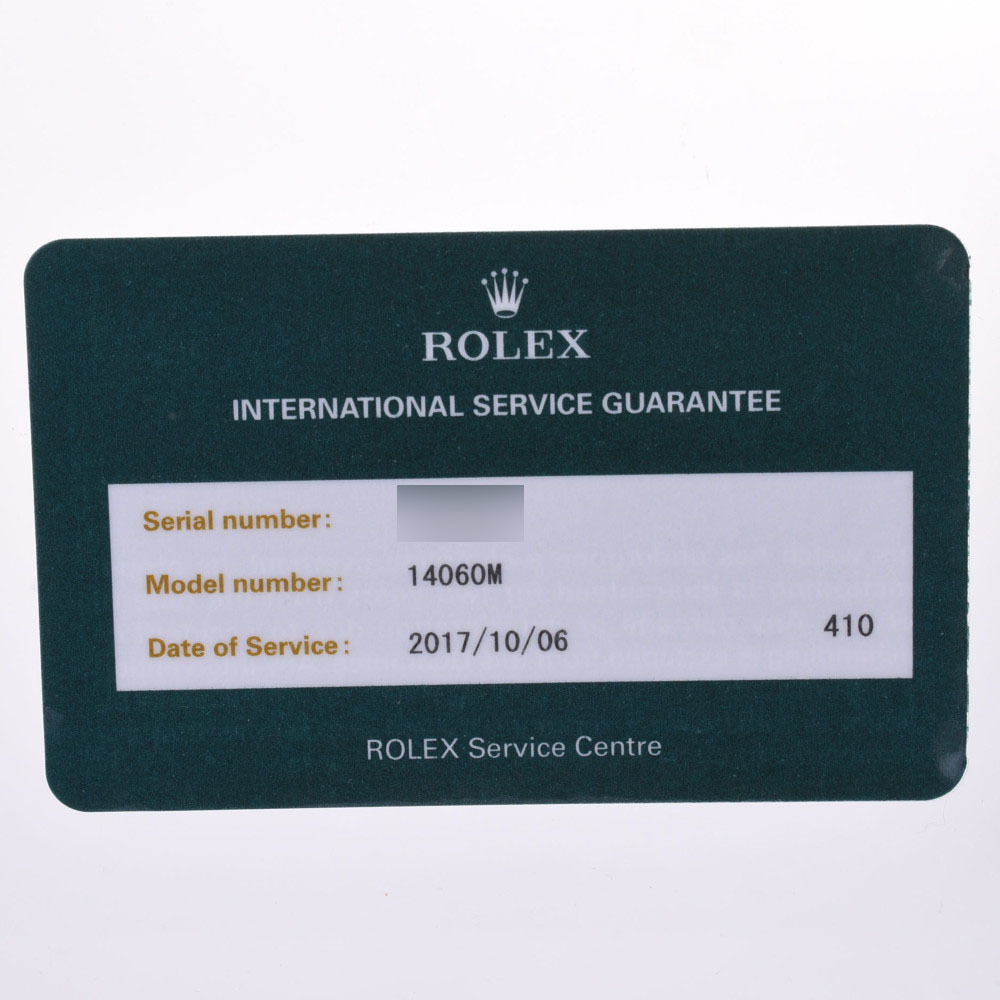 ROLEX
INTERNATIONAL SERVICE GUARANTEE
Serial number:
Model number: 14060M
Date of Service: 2017/10/06 410
ROLEX Service Centre